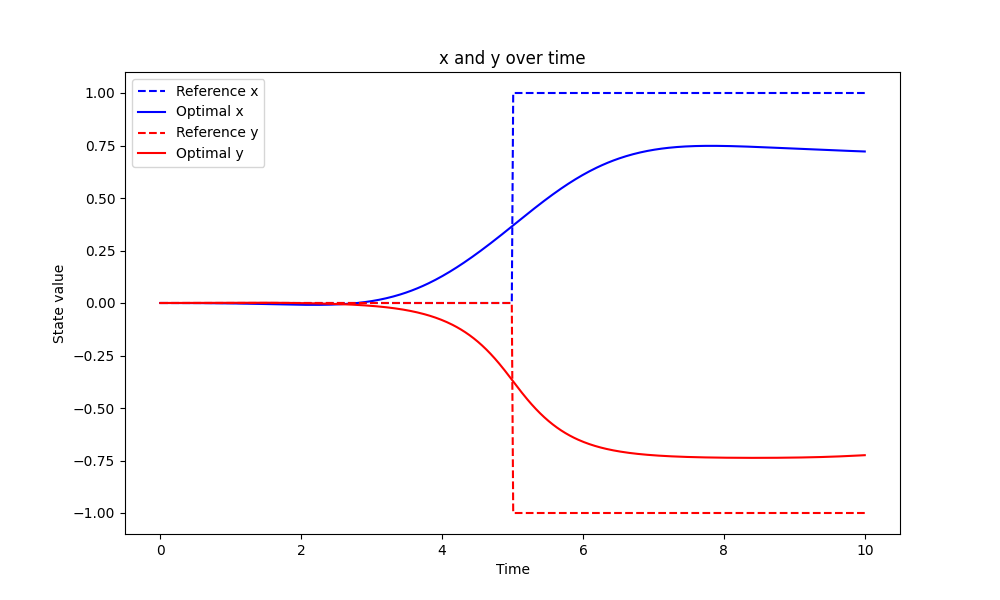 x and y over time
Reference x
Optimal x
Reference y
Optimal y
State value
1.00
0.75
0.50
0.25
0.00
−0.25
−0.50
−0.75
−1.00
0 2 4 6 8 10
Time